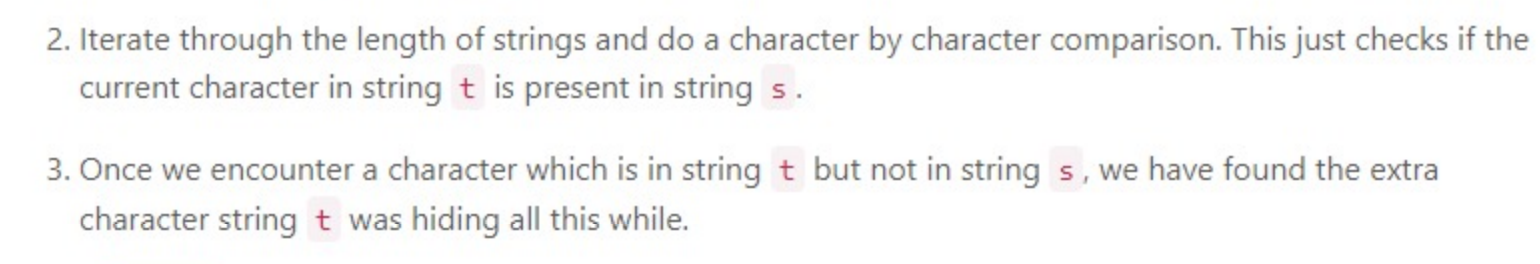 2. Iterate through the length of strings and do a character by character comparison. This just checks if the
current character in string t is present in string s.
3. Once we encounter a character which is in string t but not in string s, we have found the extra
character string t was hiding all this while.